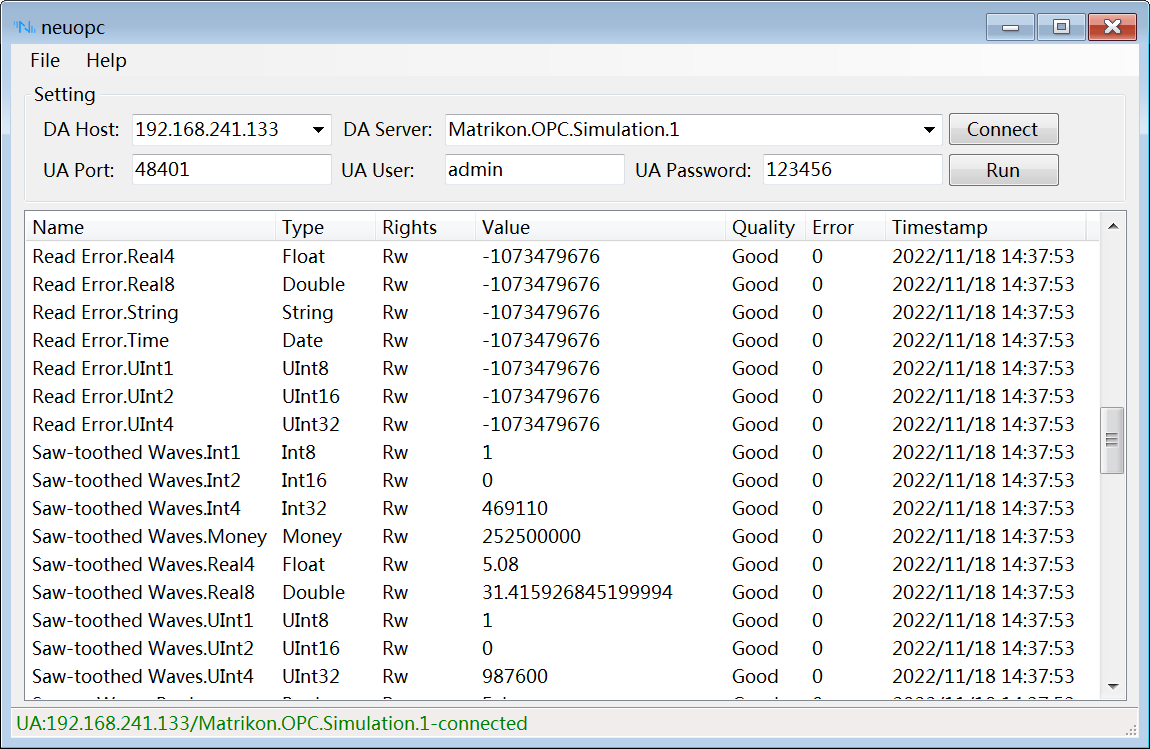 neuopc
File Help
Setting
DA Host: 192.168.241.133 DA Server: Matrikon.OPC.Simulation.1 Connect
UA Port: 48401 UA User: admin UA Password: 123456 Run
Name Type Rights Value Quality Error Timestamp
Read Error.Real4 Float Rw -1073479676 Good 0 2022/11/18 14:37:53
Read Error.Real8 Double Rw -1073479676 Good 0 2022/11/18 14:37:53
Read Error.String String Rw -1073479676 Good 0 2022/11/18 14:37:53
Read Error.Time Date Rw -1073479676 Good 0 2022/11/18 14:37:53
Read Error.UInt1 UInt8 Rw -1073479676 Good 0 2022/11/18 14:37:53
Read Error.UInt2 UInt16 Rw -1073479676 Good 0 2022/11/18 14:37:53
Read Error.UInt4 UInt32 Rw -1073479676 Good 0 2022/11/18 14:37:53
Saw-toothed Waves.Int1 Int8 Rw 1 Good 0 2022/11/18 14:37:53
Saw-toothed Waves.Int2 Int16 Rw 0 Good 0 2022/11/18 14:37:53
Saw-toothed Waves.Int4 Int32 Rw 469110 Good 0 2022/11/18 14:37:53
Saw-toothed Waves.Money Money Rw 252500000 Good 0 2022/11/18 14:37:53
Saw-toothed Waves.Real4 Float Rw 5.08 Good 0 2022/11/18 14:37:53
Saw-toothed Waves.Real8 Double Rw 31.415926845199994 Good 0 2022/11/18 14:37:53
Saw-toothed Waves.UInt1 UInt8 Rw 1 Good 0 2022/11/18 14:37:53
Saw-toothed Waves.UInt2 UInt16 Rw 0 Good 0 2022/11/18 14:37:53
Saw-toothed Waves.UInt4 UInt32 Rw 987600 Good 0 2022/11/18 14:37:53
UA:192.168.241.133/Matrikon.OPC.Simulation.1-connected